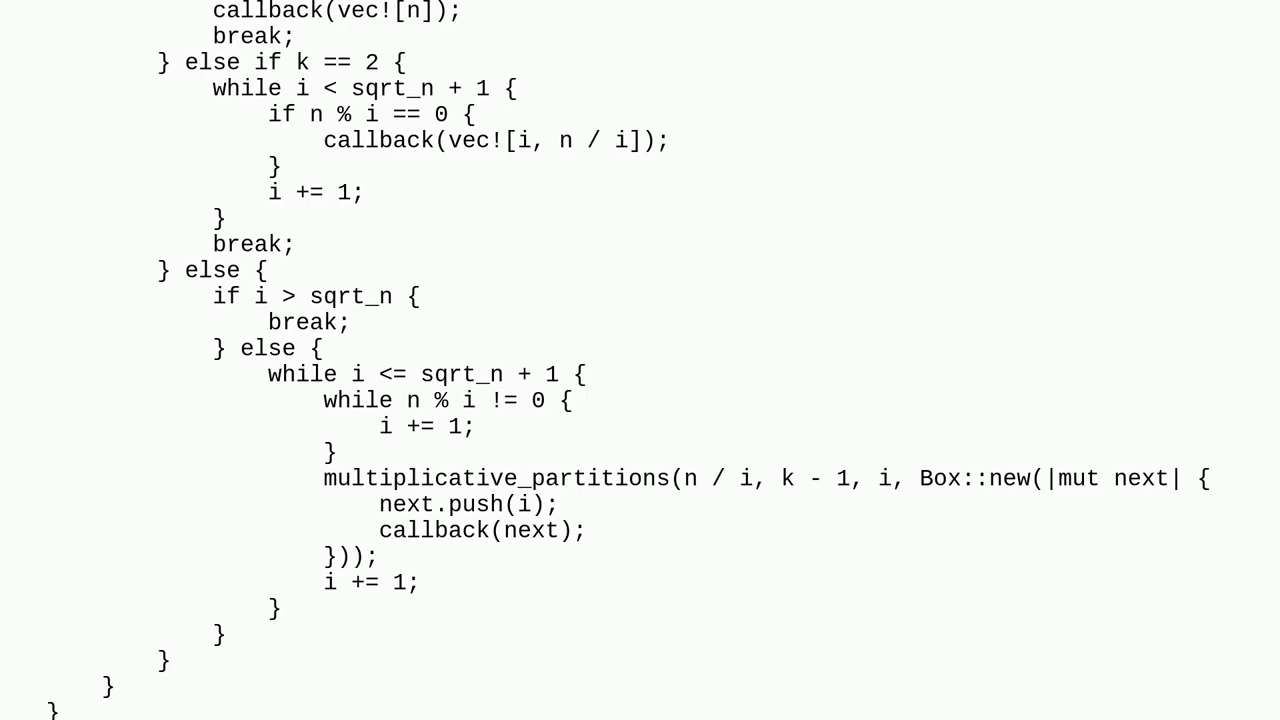 callback(vec![n]);
break;
} else if k == 2 {
while i < sqrt_n + 1 {
if n % i == 0 {
callback(vec![i, n / i]);
}
i += 1;
}
break;
} else {
if i > sqrt_n {
break;
} else {
while i <= sqrt_n + 1 {
while n % i != 0 {
i += 1;
}
multiplicative_partitions(n / i, k - 1, i, Box::new(|mut next| {
next.push(i);
callback(next);
}));
i += 1;
}
}
}
}
}